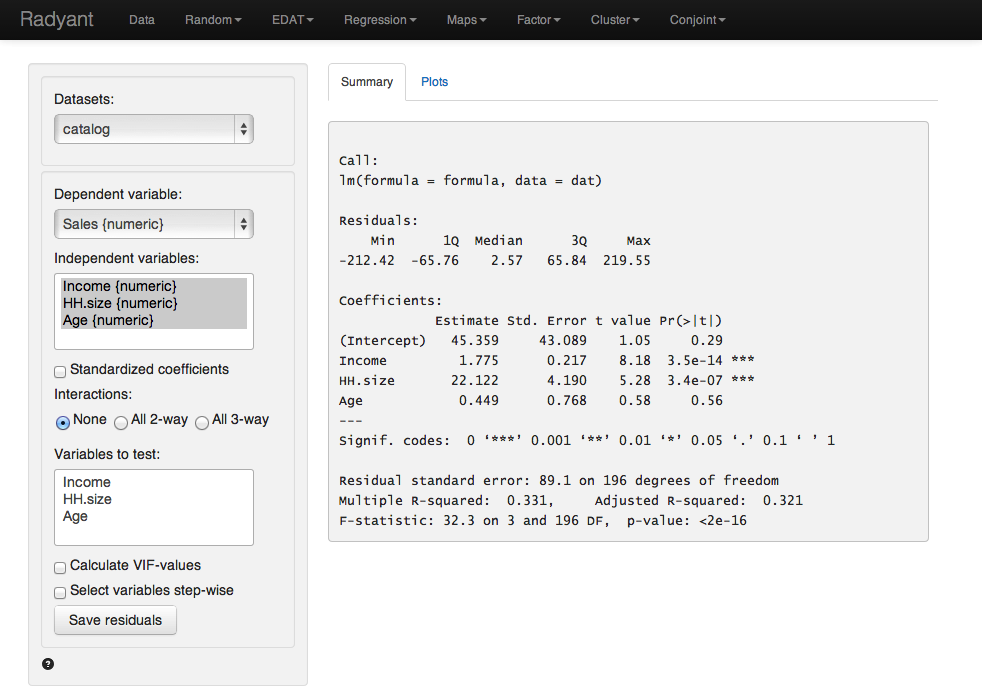 Radyant Data Random EDAT Regression Maps Factor Cluster Conjoint
Datasets:
catalog
Dependent variable:
Sales {numeric}
Independent variables:
Income {numeric}
HH.size {numeric}
Age {numeric}
Standardized coefficients
Interactions:
None All 2-way All 3-way
Variables to test:
Income
HH.size
Age
Calculate VIF-values
Select variables step-wise
Save residuals
?
Summary Plots
Call:
lm(formula = formula, data = dat)
Residuals:
Min 1Q Median 3Q Max
-212.42 -65.76 2.57 65.84 219.55
Coefficients:
Estimate Std. Error t value Pr(>|t|)
(Intercept) 45.359 43.089 1.05 0.29
Income 1.775 0.217 8.18 3.5e-14 ***
HH.size 22.122 4.190 5.28 3.4e-07 ***
Age 0.449 0.768 0.58 0.56
---
Signif. codes: 0 ‘***’ 0.001 ‘**’ 0.01 ‘*’ 0.05 ‘.’ 0.1 ‘ ’ 1
Residual standard error: 89.1 on 196 degrees of freedom
Multiple R-squared: 0.331, Adjusted R-squared: 0.321
F-statistic: 32.3 on 3 and 196 DF, p-value: <2e-16